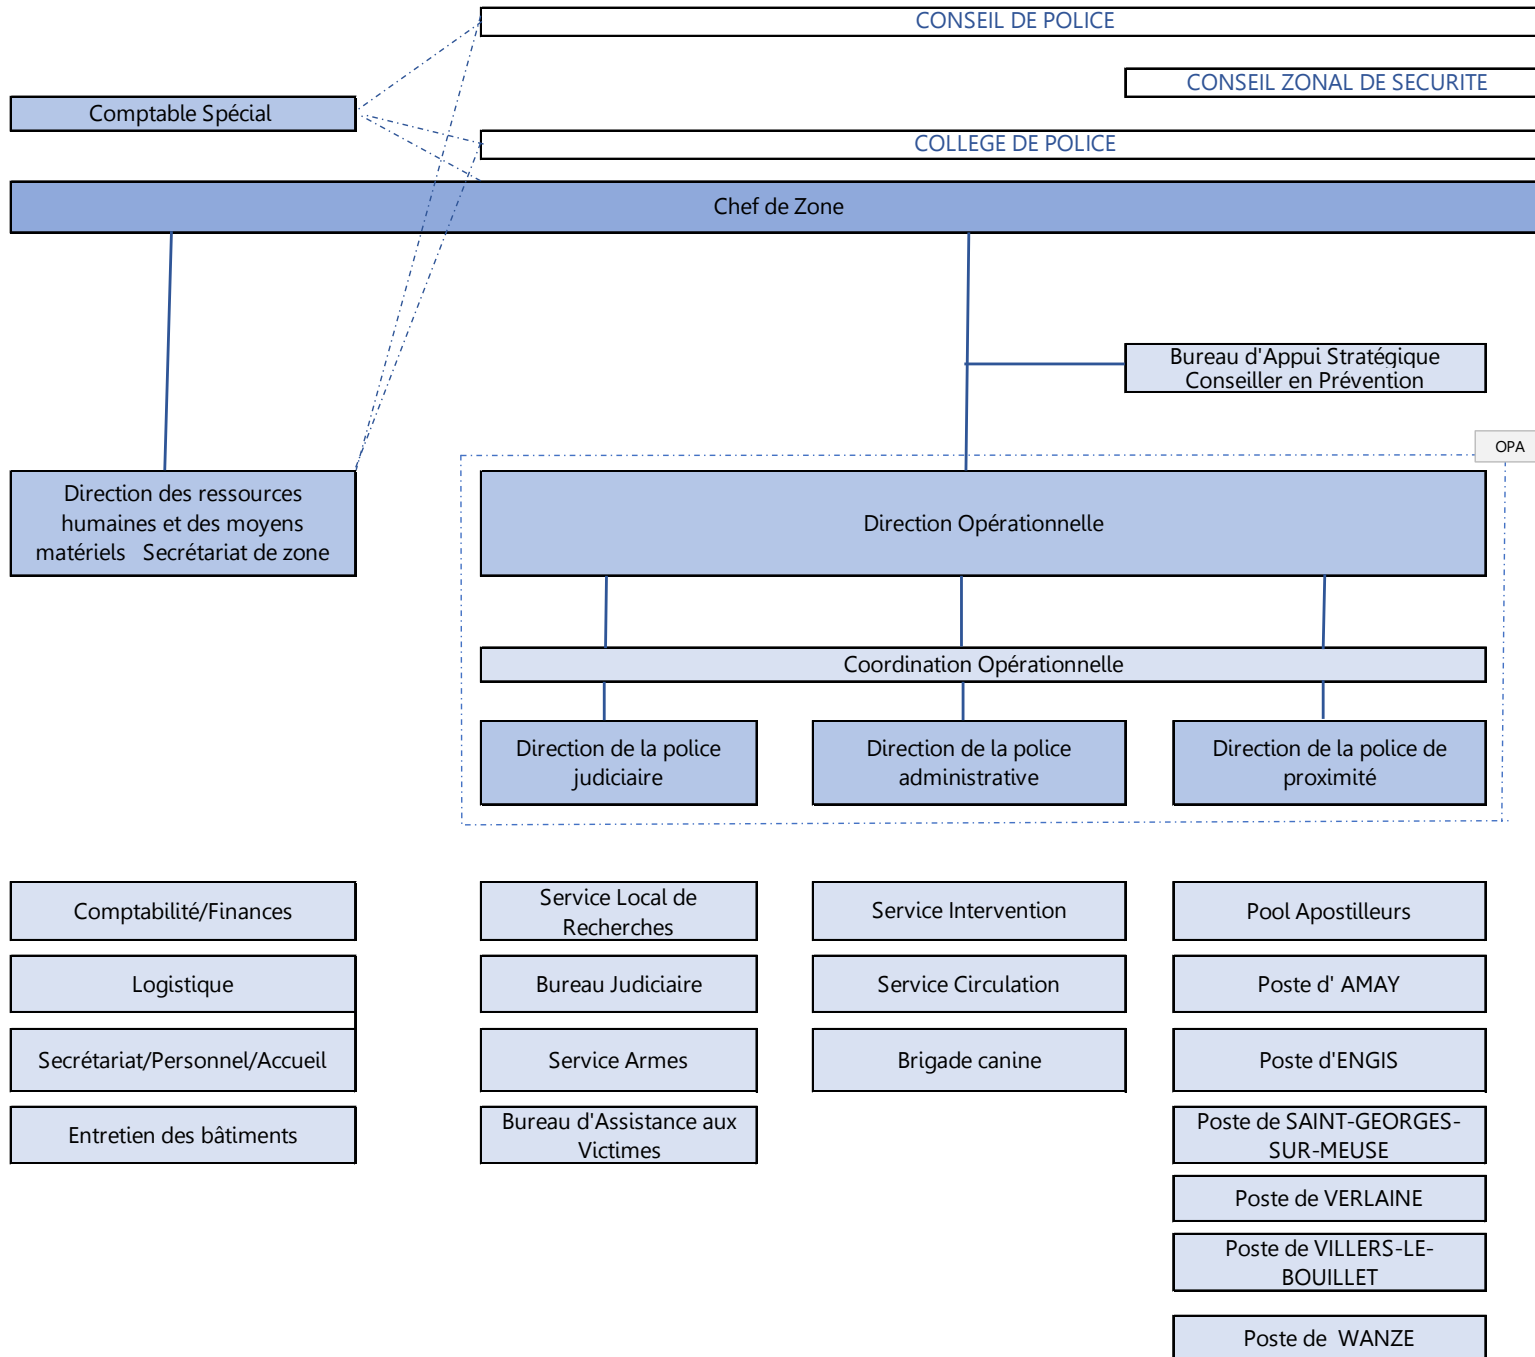 CONSEIL DE POLICE
CONSEIL ZONAL DE SECURITE
Comptable Spécial
COLLEGE DE POLICE
Chef de Zone
Bureau d'Appui Stratégique
Conseiller en Prévention
OPA
Direction des ressources
humaines et des moyens
matériels Secrétariat de zone
Direction Opérationnelle
Coordination Opérationnelle
Direction de la police
judiciaire
Direction de la police
administrative
Direction de la police de
proximité
Comptabilité/Finances
Service Local de
Recherches
Service Intervention
Pool Apostilleurs
Logistique
Bureau Judiciaire
Service Circulation
Poste d' AMAY
Secrétariat/Personnel/Accueil
Service Armes
Brigade canine
Poste d'ENGIS
Entretien des bâtiments
Bureau d'Assistance aux
Victimes
Poste de SAINT-GEORGES-
SUR-MEUSE
Poste de VERLAINE
Poste de VILLERS-LE-
BOUILLET
Poste de WANZE